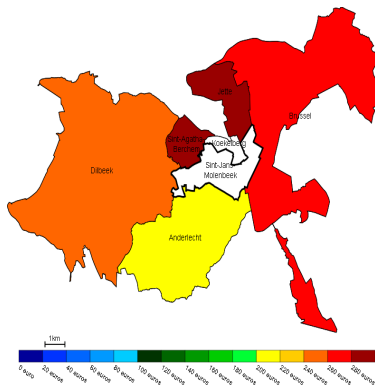 Jette
Brussel
Sint-Agatha-
Berchem
Koekelberg
Sint-Jans-
Molenbeek
Dilbeek
Anderlecht
1km
0 euro
20 euros
40 euros
60 euros
80 euros
100 euros
120 euros
140 euros
160 euros
180 euros
200 euros
220 euros
240 euros
260 euros
280 euros